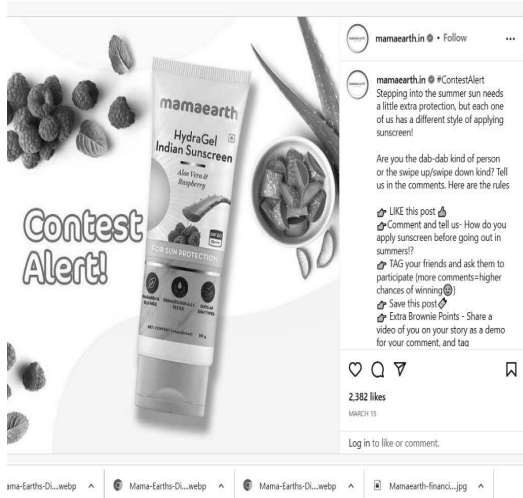 mamaearth
HydraGel
Indian Sunscreen
Aloe Vera &
Raspberry
FOR SUN PROTECTION
Contest
Alert!
mamaearth.in • Follow
mamaearth.in #ContestAlert
Stepping into the summer sun needs
a little extra protection, but each one
of us has a different style of applying
sunscreen!
Are you the dab-dab kind of person
or the swipe up/swipe down kind? Tell
us in the comments. Here are the rules
LIKE this post
Comment and tell us- How do you
apply sunscreen before going out in
summers!?
TAG your friends and ask them to
participate (more comments=higher
chances of winning)
Save this post
Extra Brownie Points - Share a
video of you on your story as a demo
for your comment, and tag
2,382 likes
MARCH 15
Log in to like or comment.
ama-Earths-Di....webp
Mama-Earths-Di....webp
Mama-Earths-Di....webp
Mamaearth-financi....jpg